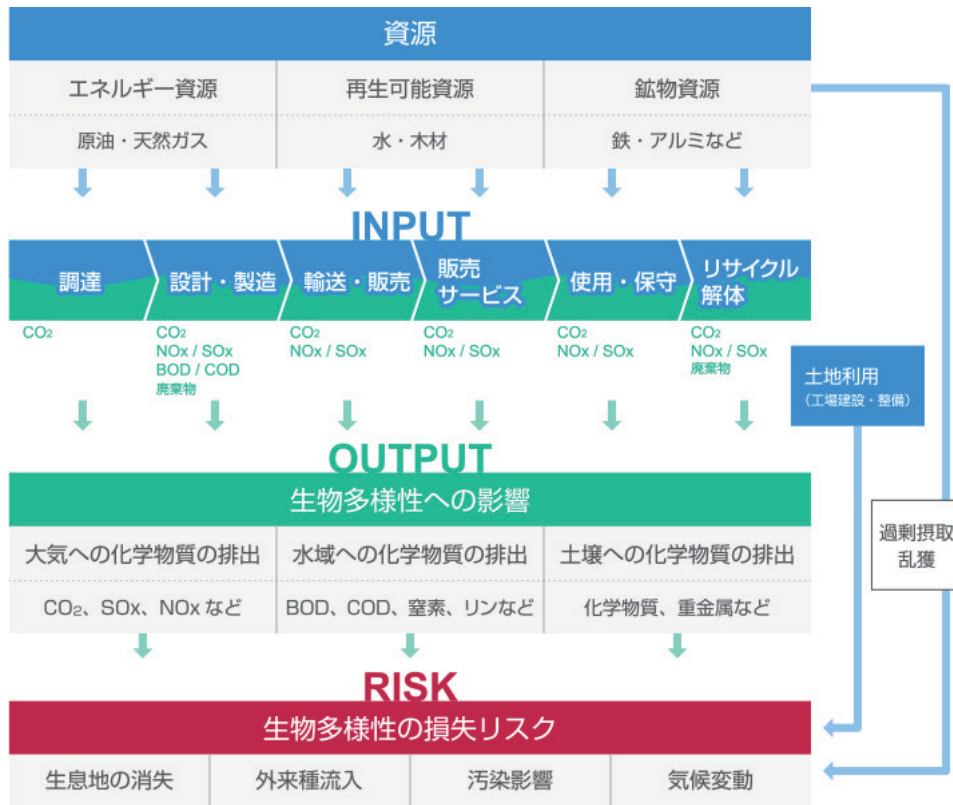 資源
エネルギー資源
再生可能資源
鉱物資源
原油・天然ガス
水・木材
鉄・アルミなど
INPUT
調達
設計・製造
輸送・販売
販売
サービス
使用・保守
リサイクル
解体
CO₂
CO₂
NOx / SOx
BOD / COD
廃棄物
CO₂
NOx / SOx
CO₂
NOx / SOx
CO₂
NOx / SOx
CO₂
NOx / SOx
廃棄物
土地利用
（工場建設・整備）
OUTPUT
生物多様性への影響
大気への化学物質の排出
水域への化学物質の排出
土壌への化学物質の排出
CO₂、SOx、NOx など
BOD、COD、窒素、リンなど
化学物質、重金属など
過剰摂取
乱獲
RISK
生物多様性の損失リスク
生息地の消失
外来種流入
汚染影響
気候変動